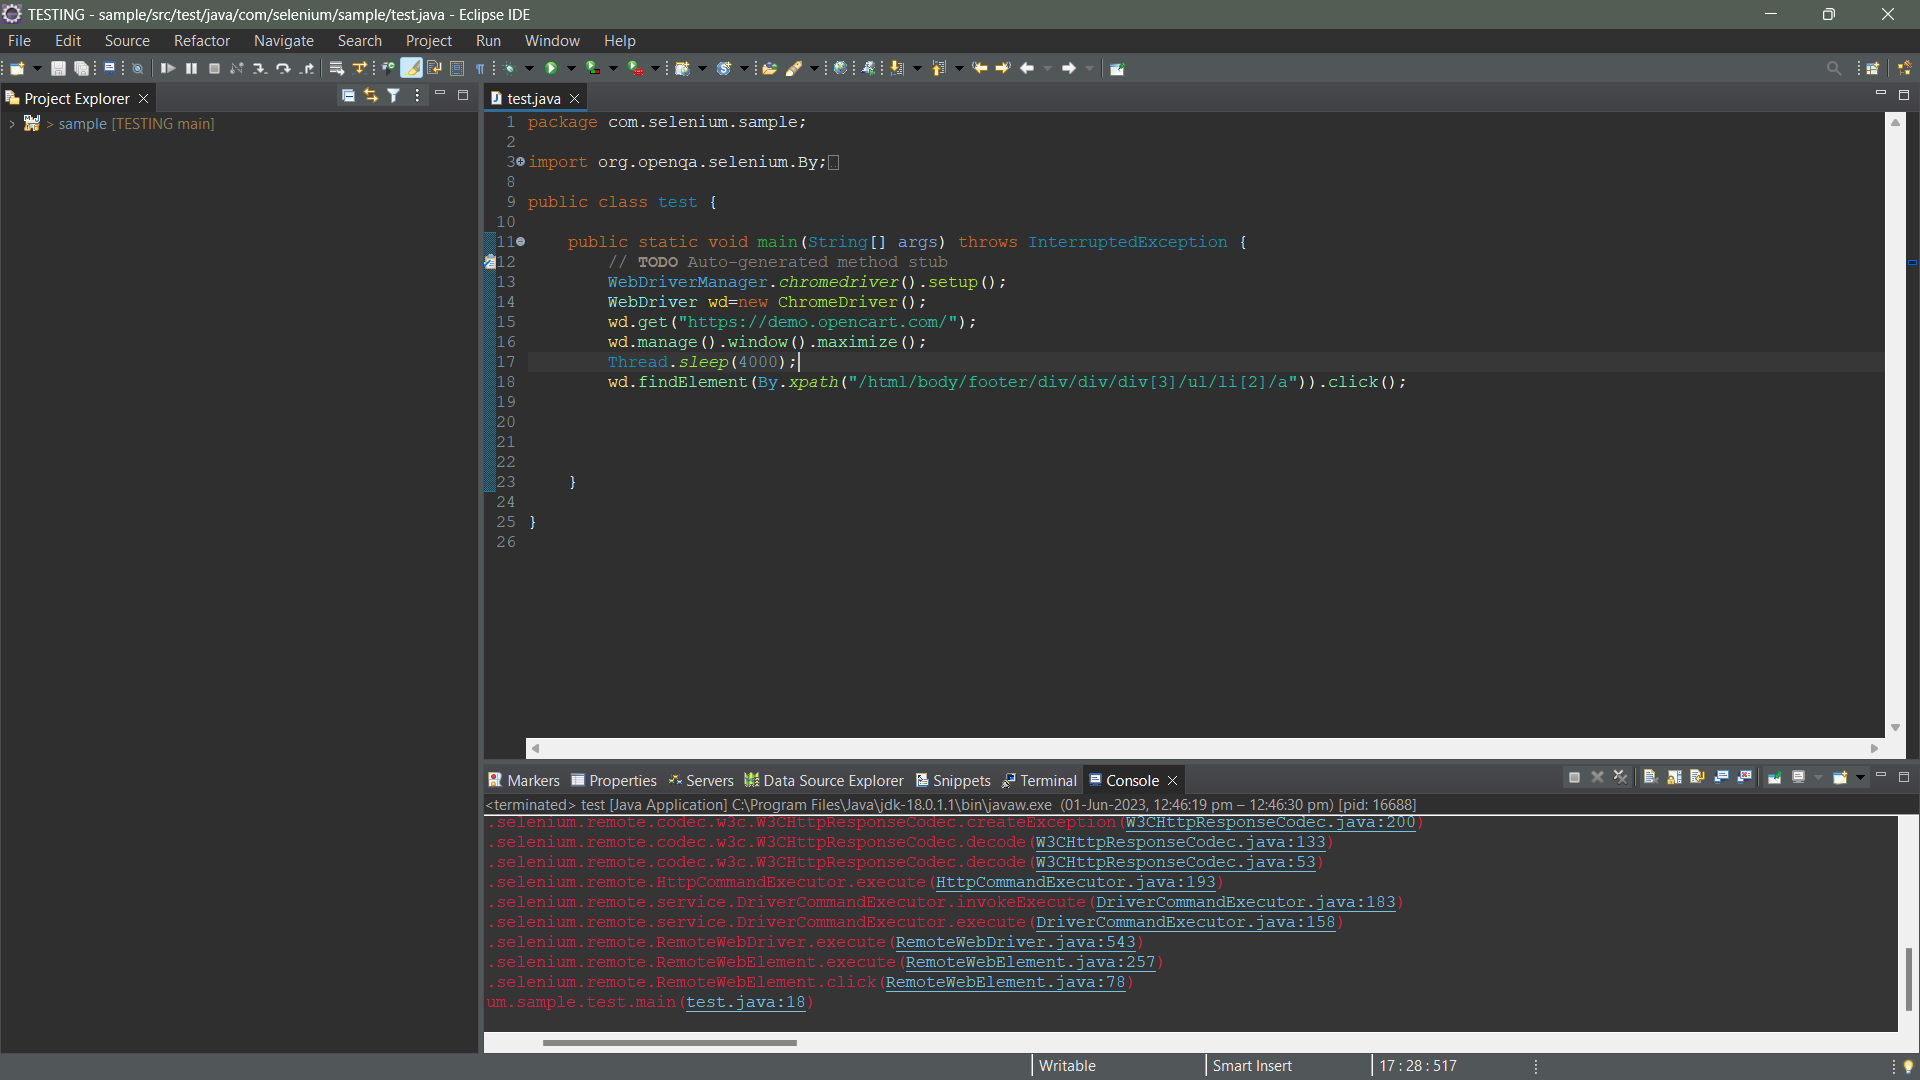 TESTING - sample/src/test/java/com/selenium/sample/test.java - Eclipse IDE
File Edit Source Refactor Navigate Search Project Run Window Help
Project Explorer
> sample [TESTING main]
test.java
1 package com.selenium.sample;
2
3 import org.openqa.selenium.By;
8
9 public class test {
10
11 public static void main(String[] args) throws InterruptedException {
12 // TODO Auto-generated method stub
13 WebDriverManager.chromedriver().setup();
14 WebDriver wd=new ChromeDriver();
15 wd.get("https://demo.opencart.com/");
16 wd.manage().window().maximize();
17 Thread.sleep(4000);
18 wd.findElement(By.xpath("/html/body/footer/div/div/div[3]/ul/li[2]/a")).click();
19
20
21
22
23 }
24
25 }
26
Markers Properties Servers Data Source Explorer Snippets Terminal Console
<terminated> test [Java Application] C:\Program Files\Java\jdk-18.0.1.1\bin\javaw.exe (01-Jun-2023, 12:46:19 pm – 12:46:30 pm) [pid: 16688]
.selenium.remote.codec.w3c.W3CHttpResponseCodec.createException(W3CHttpResponseCodec.java:200)
.selenium.remote.codec.w3c.W3CHttpResponseCodec.decode(W3CHttpResponseCodec.java:133)
.selenium.remote.codec.w3c.W3CHttpResponseCodec.decode(W3CHttpResponseCodec.java:53)
.selenium.remote.HttpCommandExecutor.execute(HttpCommandExecutor.java:193)
.selenium.remote.service.DriverCommandExecutor.invokeExecute(DriverCommandExecutor.java:183)
.selenium.remote.service.DriverCommandExecutor.execute(DriverCommandExecutor.java:158)
.selenium.remote.RemoteWebDriver.execute(RemoteWebDriver.java:543)
.selenium.remote.RemoteWebElement.execute(RemoteWebElement.java:257)
.selenium.remote.RemoteWebElement.click(RemoteWebElement.java:78)
um.sample.test.main(test.java:18)
Writable Smart Insert 17 : 28 : 517